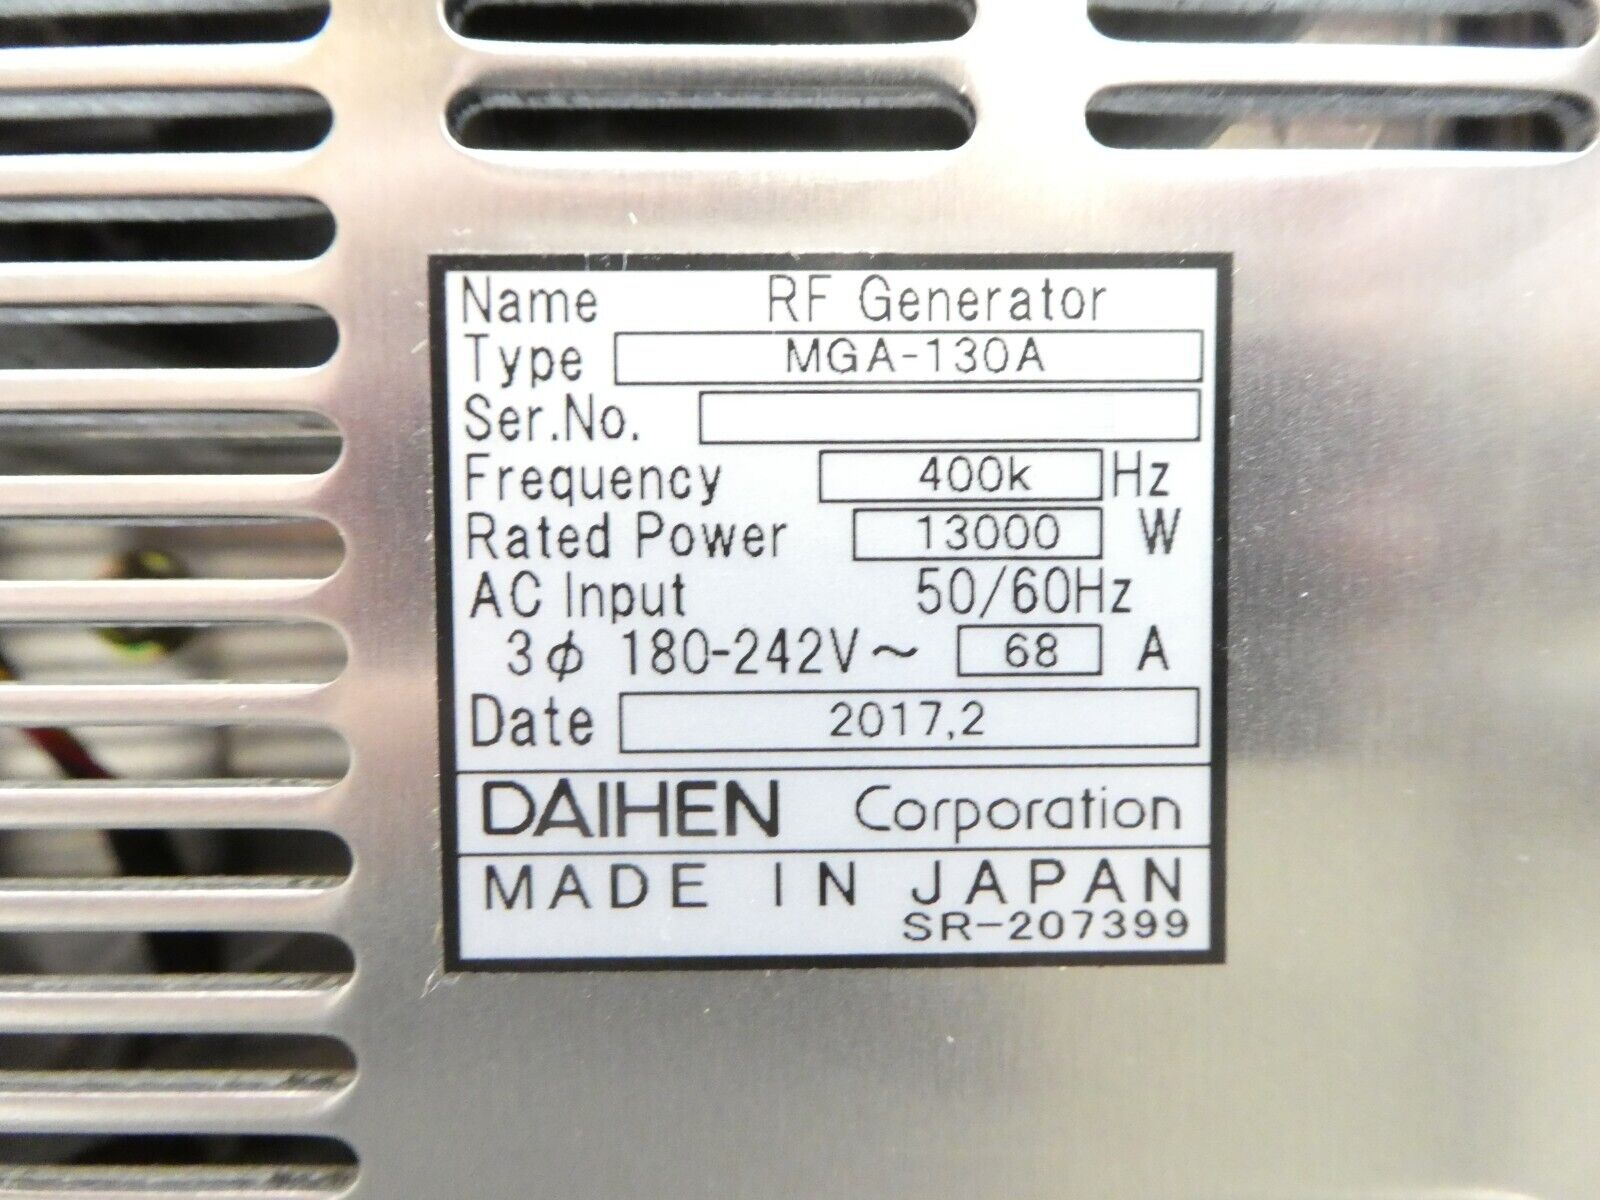 Name RF Generator
Type MGA-130A
Ser.No.
Frequency 400k Hz
Rated Power 13000 W
AC Input 50/60Hz
3φ 180-242V~ 68 A
Date 2017,2
DAIHEN Corporation
MADE IN JAPAN
SR-207399